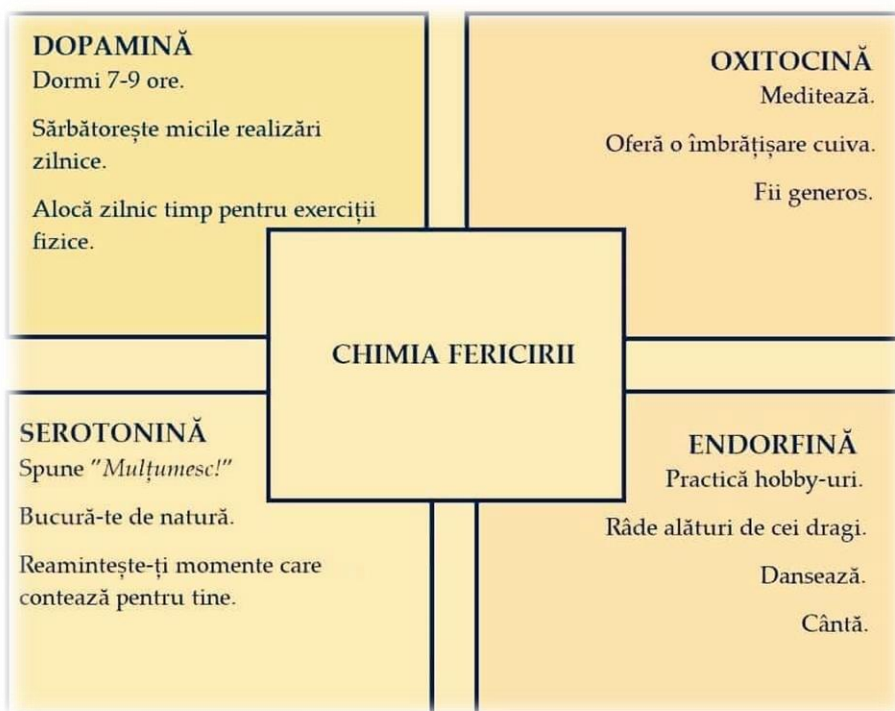 DOPAMINĂ
Dormi 7-9 ore.
Sărbătorește micile realizări
zilnice.
Alocă zilnic timp pentru exerciții
fizice.
OXITOCINĂ
Meditează.
Oferă o îmbrățișare cuiva.
Fii generos.
CHIMIA FERICIRII
SEROTONINĂ
Spune "Mulțumesc!"
Bucură-te de natură.
Reamintește-ți momente care
contează pentru tine.
ENDORFINĂ
Practică hobby-uri.
Râde alături de cei dragi.
Dansează.
Cântă.